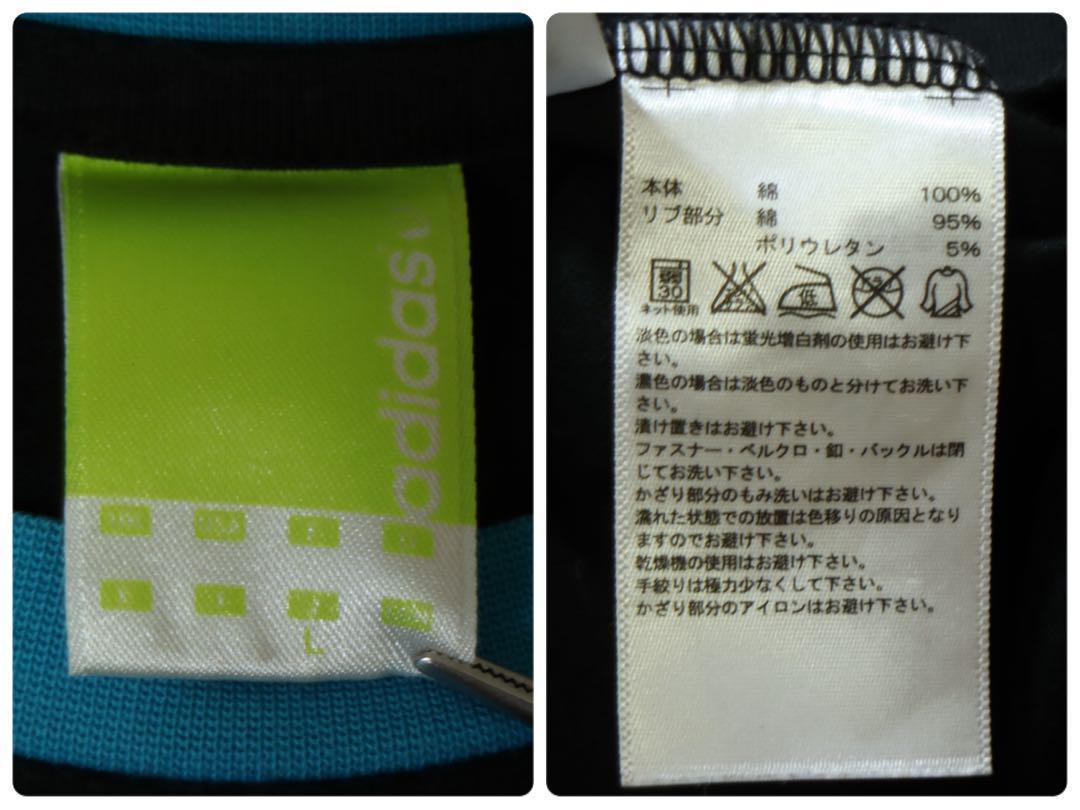 adidas
L
本体 綿 100%
リブ部分 綿 95%
ポリウレタン 5%
30
ネット使用
低
淡色の場合は蛍光増白剤の使用はお避け下
さい。
濃色の場合は淡色のものと分けてお洗い下
さい。
漬け置きはお避け下さい。
ファスナー・ベルクロ・釦・バックルは閉
じてお洗い下さい。
かざり部分のもみ洗いはお避け下さい。
濡れた状態での放置は色移りの原因となり
ますのでお避け下さい。
乾燥機の使用はお避け下さい。
手絞りは極力少なくして下さい。
かざり部分のアイロンはお避け下さい。